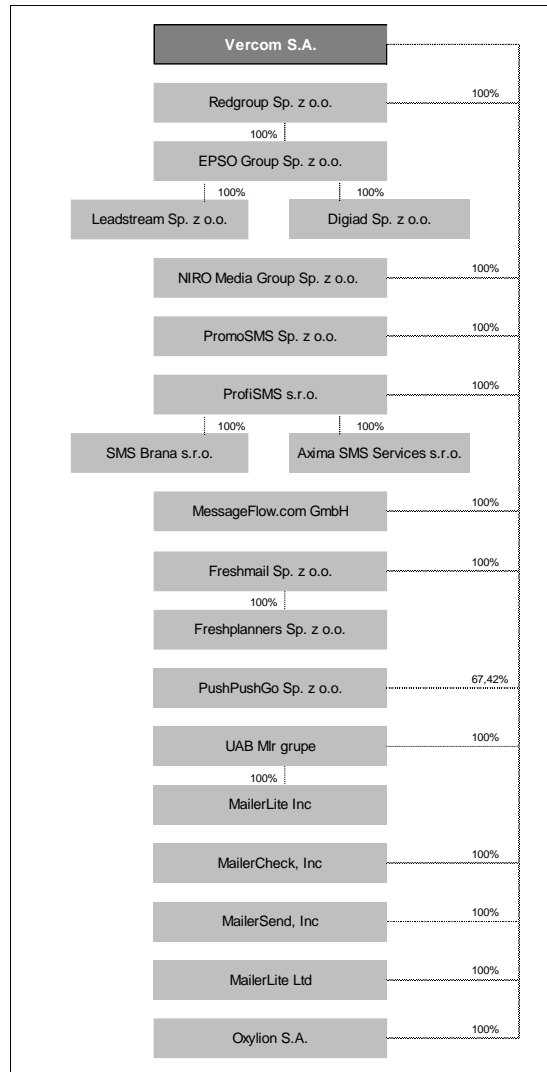 Vercom S.A.
Redgroup Sp. z o.o.
100%
100%
EPSO Group Sp. z o.o.
100%
100%
Leadstream Sp. z o.o.
Digiad Sp. z o.o.
NIRO Media Group Sp. z o.o.
100%
PromoSMS Sp. z o.o.
100%
ProfiSMS s.r.o.
100%
100%
100%
SMS Brana s.r.o.
Axima SMS Services s.r.o.
MessageFlow.com GmbH
100%
Freshmail Sp. z o.o.
100%
100%
Freshplanners Sp. z o.o.
PushPushGo Sp. z o.o.
67,42%
UAB Mlr grupe
100%
100%
MailerLite Inc
MailerCheck, Inc
100%
MailerSend, Inc
100%
MailerLite Ltd
100%
Oxylion S.A.
100%